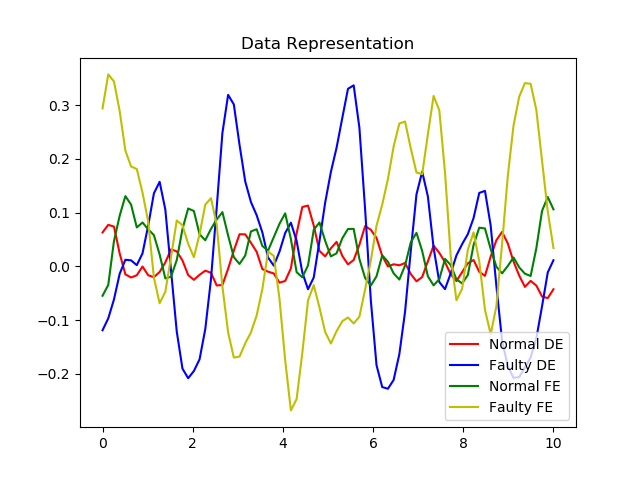 Data Representation
0.3
0.2
0.1
0.0
−0.1
−0.2
0
2
4
6
8
10
Normal DE
Faulty DE
Normal FE
Faulty FE